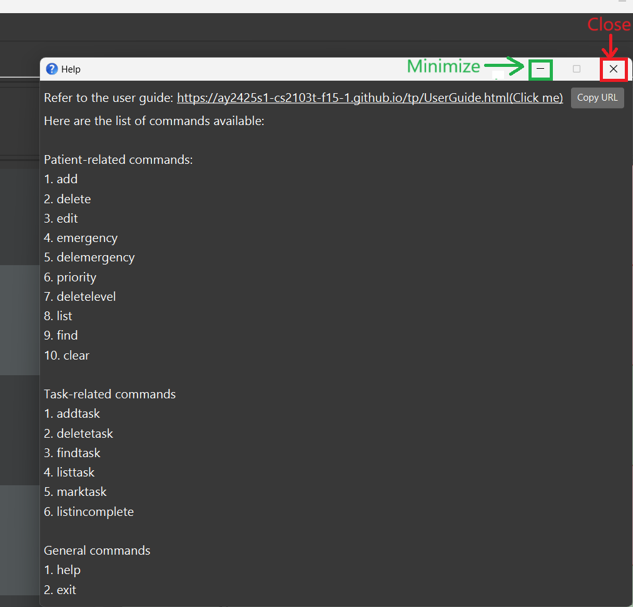 Close
Minimize
Help
Refer to the user guide: https://ay2425s1-cs2103t-f15-1.github.io/tp/UserGuide.html(Click me) Copy URL
Here are the list of commands available:
Patient-related commands:
1. add
2. delete
3. edit
4. emergency
5. delemergency
6. priority
7. deletelevel
8. list
9. find
10. clear
Task-related commands
1. addtask
2. deletetask
3. findtask
4. listtask
5. marktask
6. listincomplete
General commands
1. help
2. exit